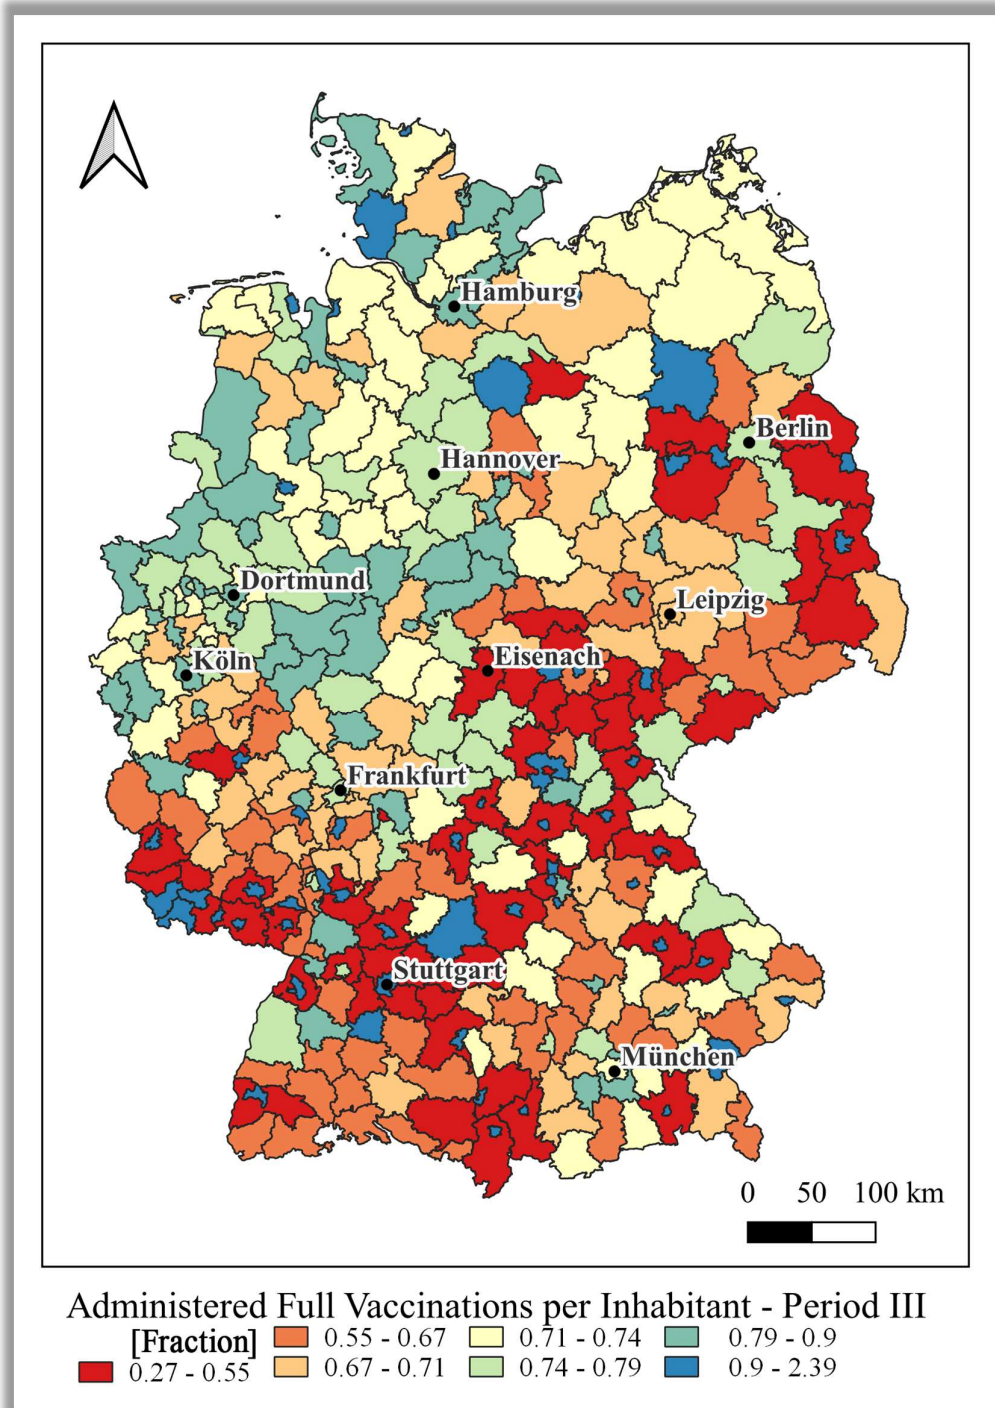 Hamburg
Berlin
Hannover
Dortmund
Leipzig
Köln
Eisenach
Frankfurt
Stuttgart
München
0 50 100 km
Administered Full Vaccinations per Inhabitant - Period III
[Fraction]
0.27 - 0.55
0.55 - 0.67
0.67 - 0.71
0.71 - 0.74
0.74 - 0.79
0.79 - 0.9
0.9 - 2.39